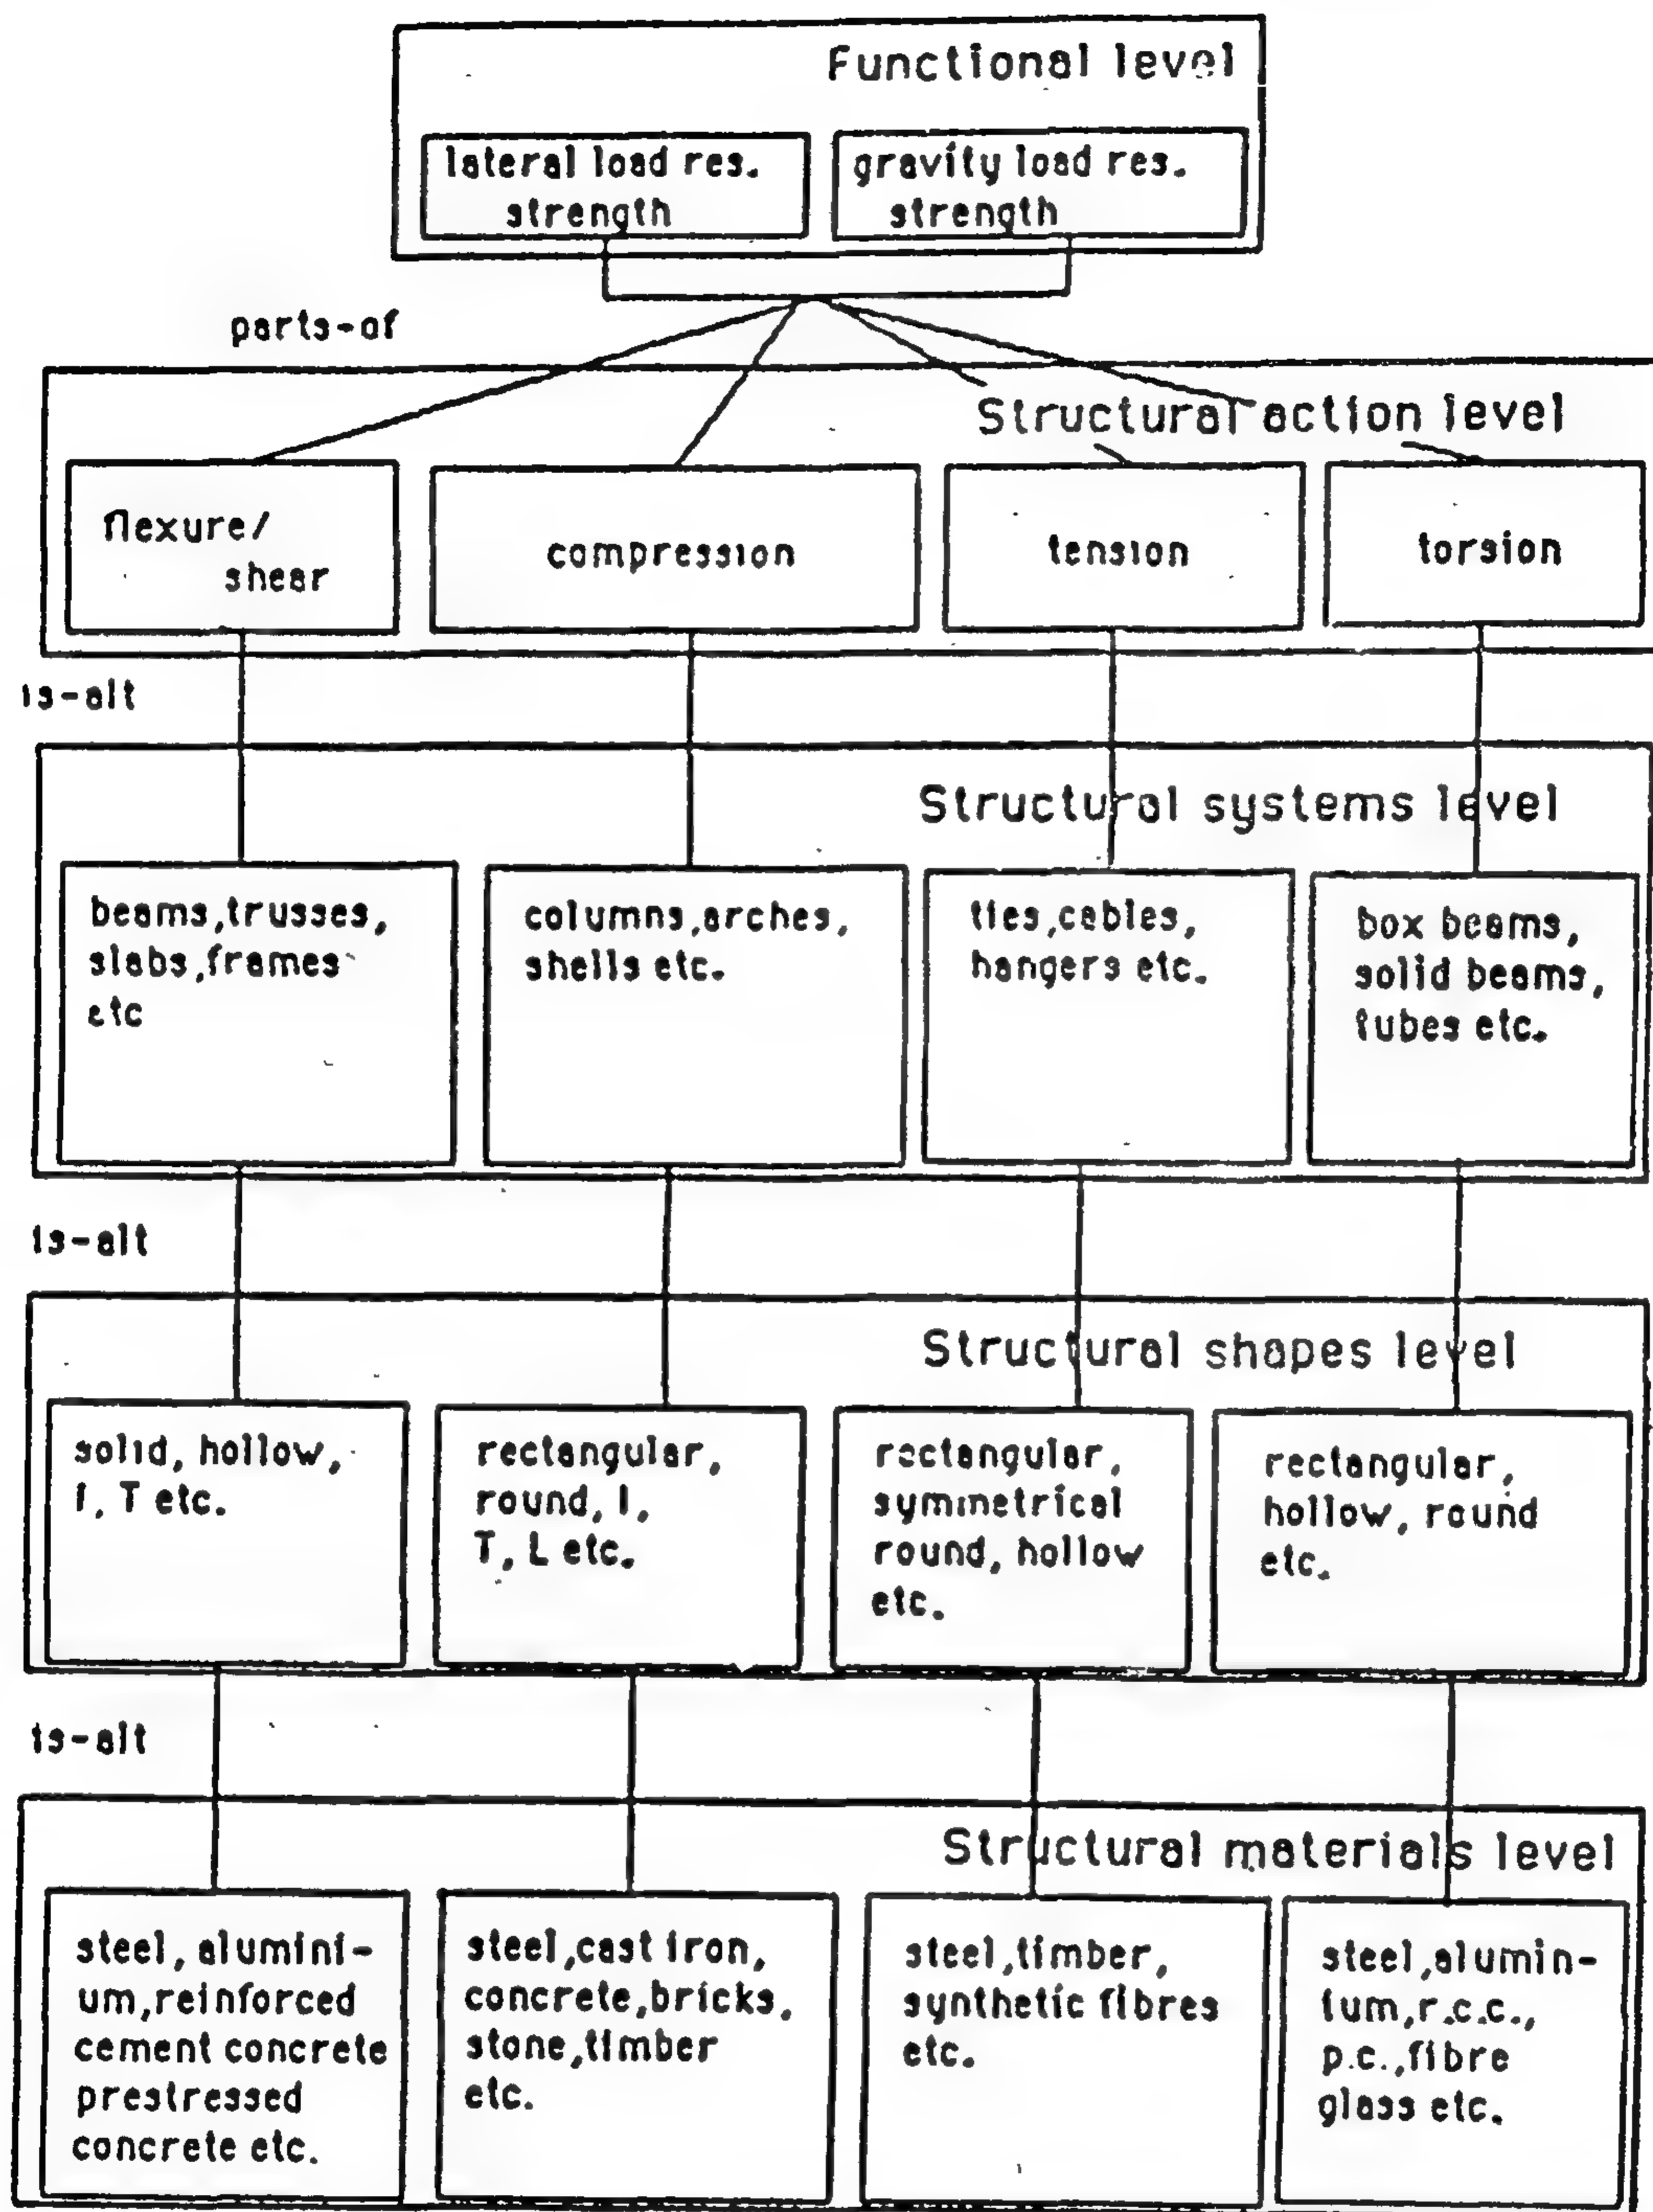 Functional level
lateral load res.
strength
gravity load res.
strength
parts-of
Structural action level
flexure/
shear
compression
tension
torsion
is-alt
Structural systems level
beams,trusses,
slabs,frames
etc
columns,arches,
shells etc.
ties,cables,
hangers etc.
box beams,
solid beams,
tubes etc.
is-alt
Structural shapes level
solid, hollow,
I, T etc.
rectangular,
round, I,
T, L etc.
rectangular,
symmetrical
round, hollow
etc.
rectangular,
hollow, round
etc.
is-alt
Structural materials level
steel, alumini-
um,reinforced
cement concrete
prestressed
concrete etc.
steel,cast iron,
concrete,bricks,
stone,timber
etc.
steel,timber,
synthetic fibres
etc.
steel,alumin-
ium,r.c.c.,
p.c.,fibre
glass etc.